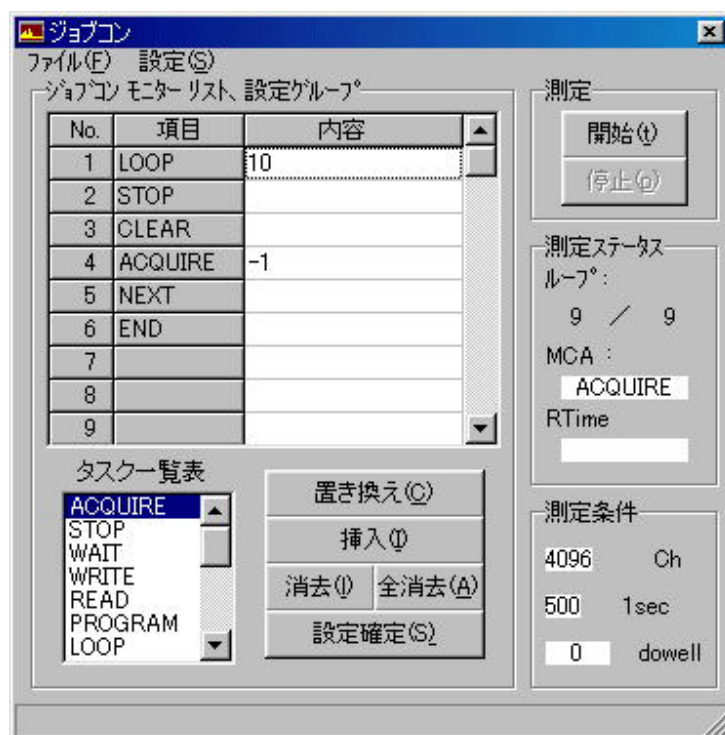 ジョブコン
ファイル(F) 設定(S)
ジョブコン モニター リスト、設定グループ
No. 項目 内容
1 LOOP 10
2 STOP
3 CLEAR
4 ACQUIRE -1
5 NEXT
6 END
7
8
9
タスク一覧表
ACQUIRE
STOP
WAIT
WRITE
READ
PROGRAM
LOOP
置き換え(C)
挿入(I)
消去(I) 全消去(A)
設定確定(S)
測定
開始(t)
停止(p)
測定ステータス
ループ:
9 / 9
MCA :
ACQUIRE
RTime
測定条件
4096 Ch
500 1sec
0 dowell